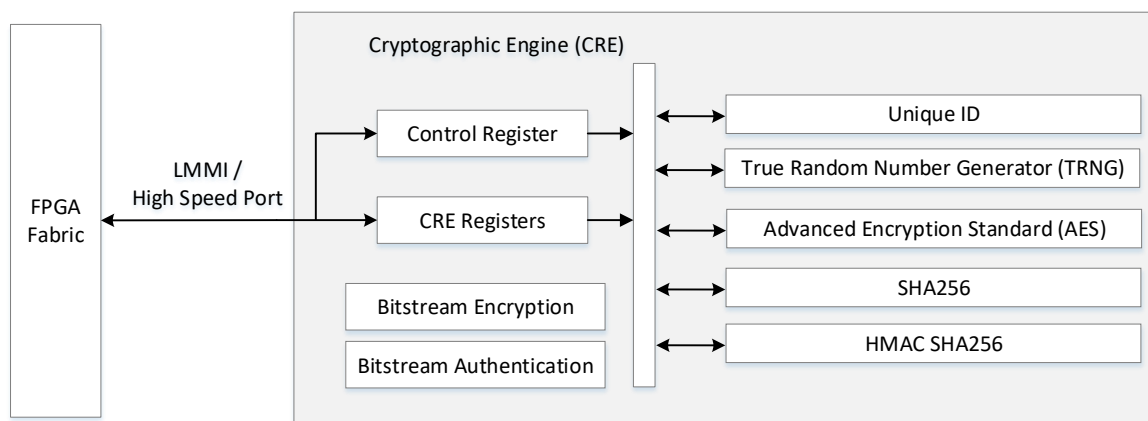 Cryptographic Engine (CRE)
Control Register
CRE Registers
Bitstream Encryption
Bitstream Authentication
LMMI /
High Speed Port
FPGA
Fabric
Unique ID
True Random Number Generator (TRNG)
Advanced Encryption Standard (AES)
SHA256
HMAC SHA256